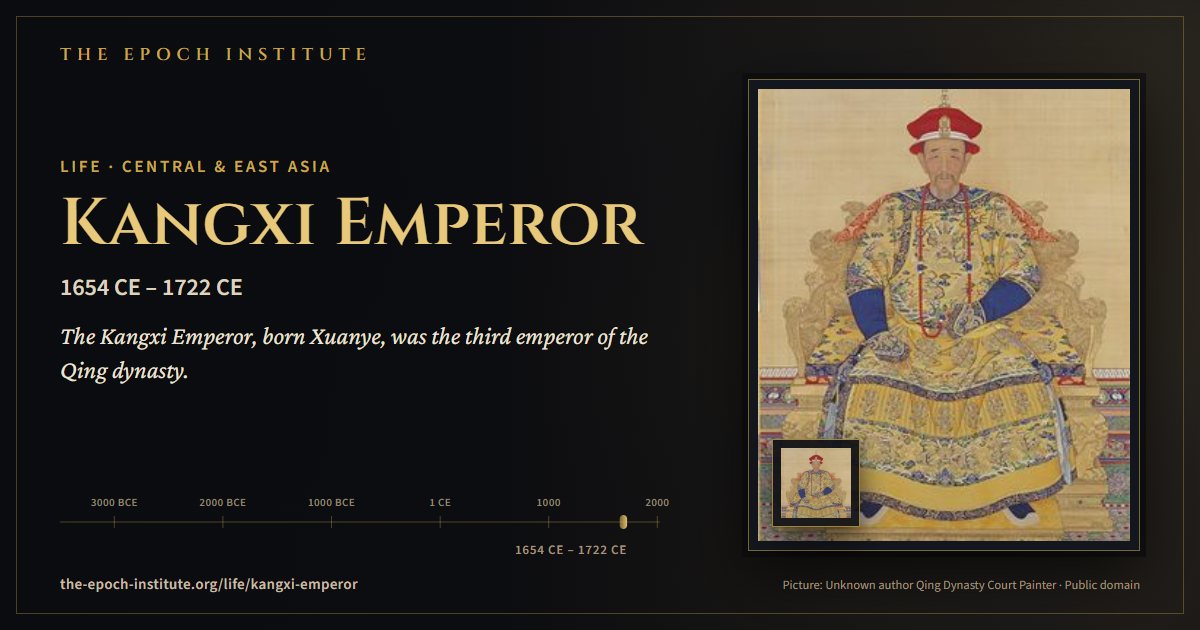 THE EPOCH INSTITUTE
LIFE · CENTRAL & EAST ASIA
KANGXI EMPEROR
1654 CE – 1722 CE
The Kangxi Emperor, born Xuanye, was the third emperor of the
Qing dynasty.
3000 BCE 2000 BCE 1000 BCE 1 CE 1000 2000
1654 CE – 1722 CE
the-epoch-institute.org/life/kangxi-emperor
Picture: Unknown author Qing Dynasty Court Painter · Public domain